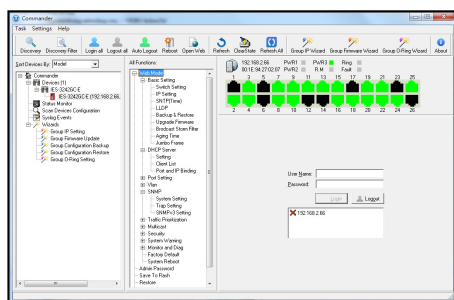 Commander
Task Settings Help
Discovery Discovery Filter Login all Logout all Auto Logout Reboot Open Web Refresh ClearState Refresh All Group IP Wizard Group Firmware Wizard Group O-Ring Wizard About
Sort Devices By: Model
Commander
Devices (1)
IES-3242GC-E
IES-3242GC-E (192.168.2.66,
Status Monitor
Scan Devices Configuration
Syslog Events
Wizards
Group IP Setting
Group Firmware Update
Group Configuration Backup
Group Configuration Restore
Group O-Ring Setting
All Functions:
Web Mode
Basic Setting
Switch Setting
IP Setting
SNTP(Time)
LLDP
Backup & Restore
Upgrade Firmware
Broadcast Storm Filter
Aging Time
Jumbo Frame
DHCP Server
Setting
Client List
Port and IP Binding
Port Setting
Vlan
SNMP
System Setting
Trap Setting
SNMPv3 Setting
Traffic Prioritization
Multicast
Security
System Warning
Monitor and Diag
Factory Default
System Reboot
Admin Password
Save To Flash
Restore
192.168.2.66 PWR1 PWR3 Ring
001E.94.27.02.07 PWR2 R.M Fault
1 3 5 7 9 11 13 15 17 19 21 23 25
2 4 6 8 10 12 14 16 18 20 22 24 26
User Name:
Password:
Login Logout
192.168.2.66